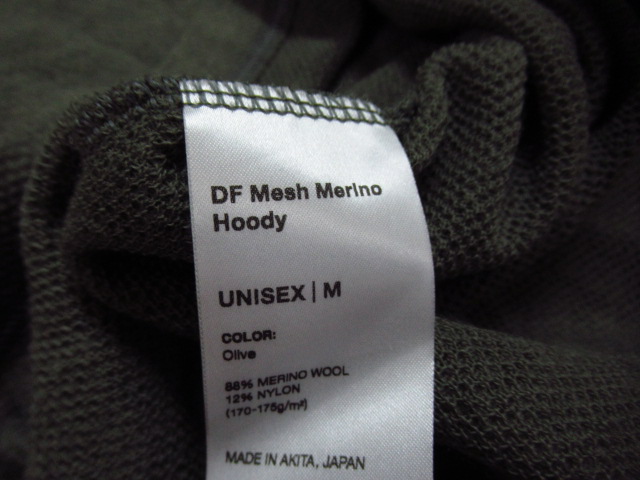 DF Mesh Merino
Hoody
UNISEX | M
COLOR:
Olive
88% MERINO WOOL
12% NYLON
(170-175g/m²)
MADE IN AKITA, JAPAN